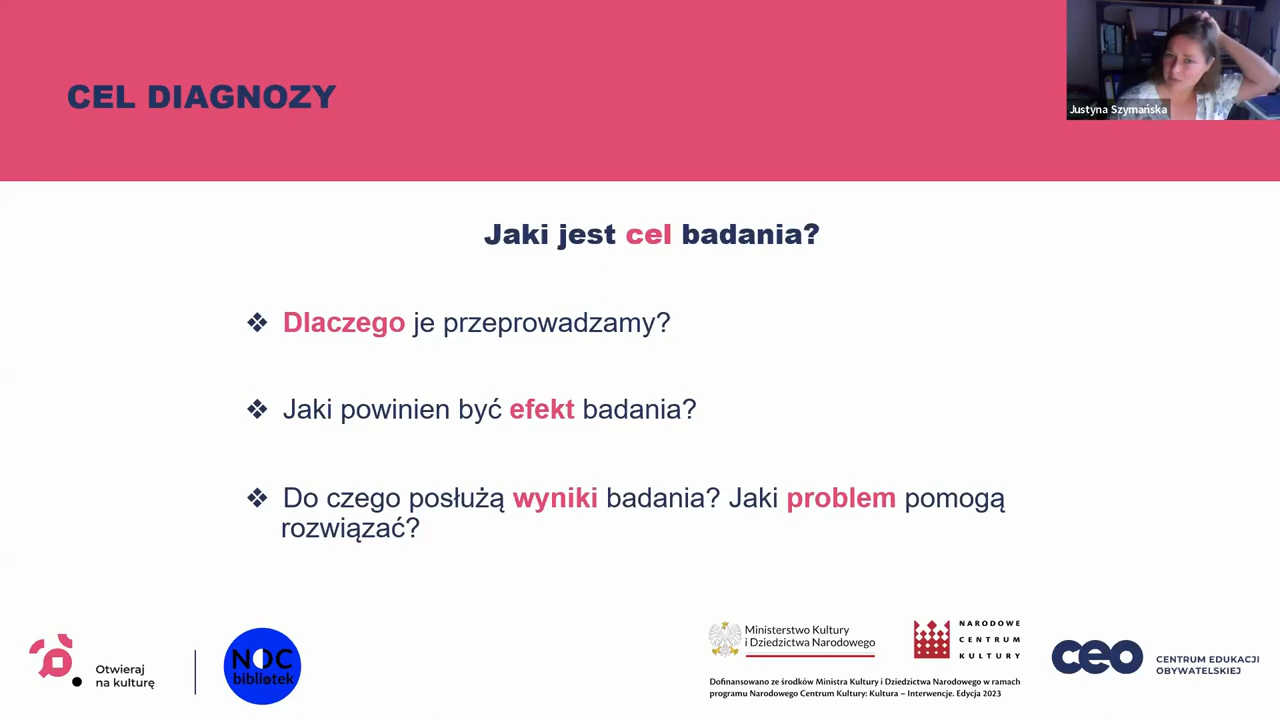 CEL DIAGNOZY
Justyna Szymańska
Jaki jest cel badania?
❖ Dlaczego je przeprowadzamy?
❖ Jaki powinien być efekt badania?
❖ Do czego posłużą wyniki badania? Jaki problem pomogą
rozwiązać?
Otwieraj
na kulturę
NOC
bibliotek
Ministerstwo Kultury
i Dziedzictwa Narodowego
NARODOWE
CENTRUM
KULTURY
Dofinansowano ze środków Ministra Kultury i Dziedzictwa Narodowego w ramach
programu Narodowego Centrum Kultury: Kultura – Interwencje. Edycja 2023
ceo
CENTRUM EDUKACJI
OBYWATELSKIEJ